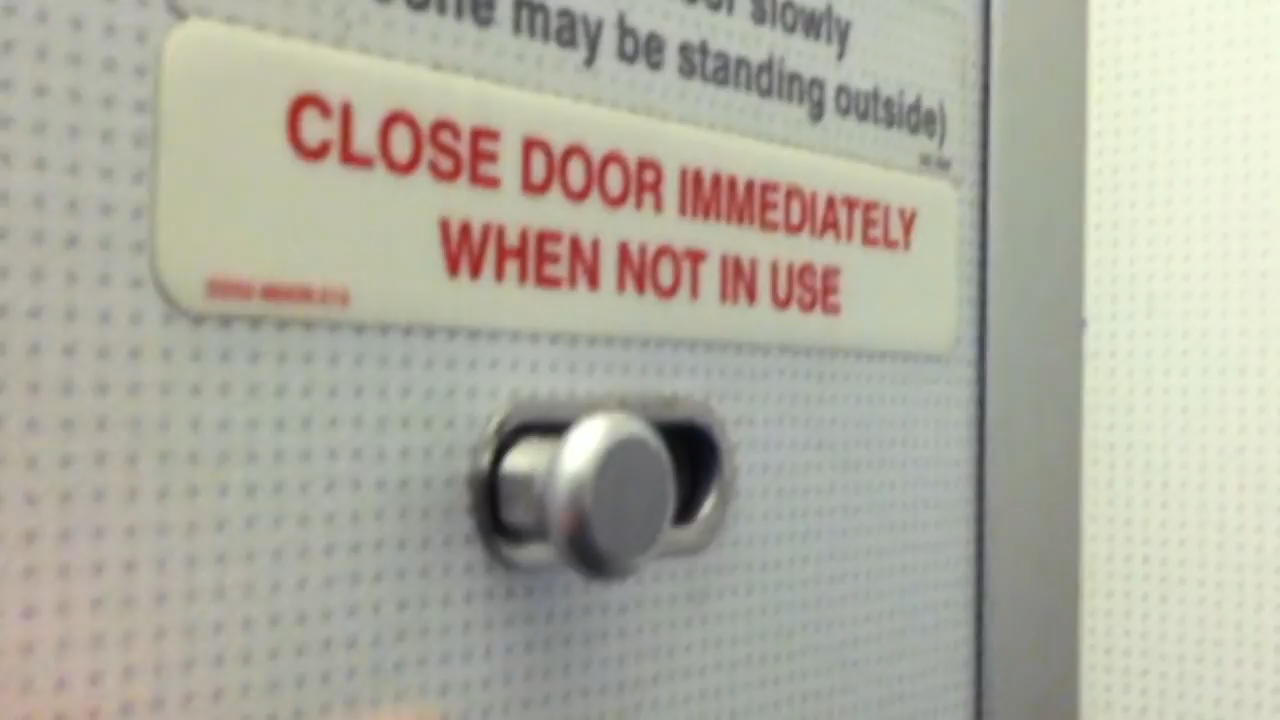 slowly
may be standing outside)
CLOSE DOOR IMMEDIATELY
WHEN NOT IN USE